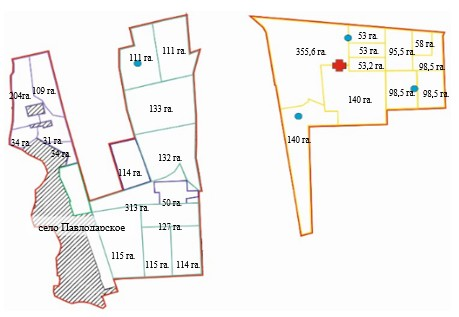 111 га.
111 га.
109 га.
204га.
133 га.
34 га.
31 га.
34 га.
132 га.
114 га.
50 га.
313 га.
127 га.
село Павлодарское
115 га.
115 га.
114 га.
53 га.
58 га.
355,6 га.
53 га.
95,5 га.
53,2 га.
98,5 га.
140 га.
98,5 га.
98,5 га.
140 га.